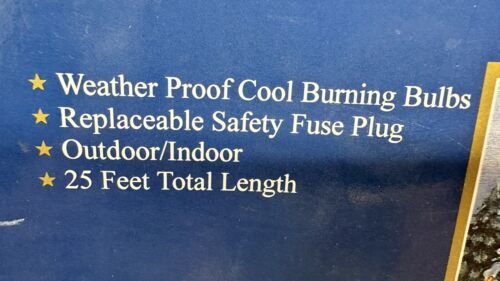 ★ Weather Proof Cool Burning Bulbs
★ Replaceable Safety Fuse Plug
★ Outdoor/Indoor
★ 25 Feet Total Length